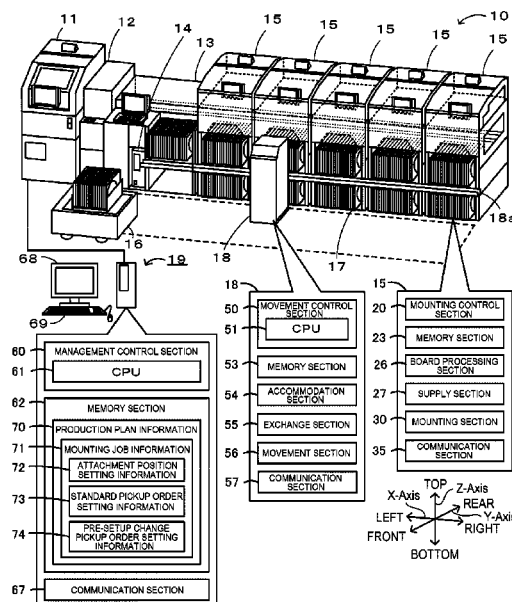 10
11
12
14
13
15
15
15
15
15
16
18
17
18a
68
19
69
60
MANAGEMENT CONTROL SECTION
61
CPU
62
MEMORY SECTION
70
PRODUCTION PLAN INFORMATION
71
MOUNTING JOB INFORMATION
72
ATTACHMENT POSITION
SETTING INFORMATION
73
STANDARD PICKUP ORDER
SETTING INFORMATION
74
PRE-SETUP CHANGE
PICKUP ORDER SETTING
INFORMATION
67
COMMUNICATION SECTION
18
50
MOVEMENT CONTROL
SECTION
51
CPU
53
MEMORY SECTION
54
ACCOMMODATION
SECTION
55
EXCHANGE SECTION
56
MOVEMENT SECTION
57
COMMUNICATION
SECTION
15
20
MOUNTING CONTROL
SECTION
23
MEMORY SECTION
26
BOARD PROCESSING
SECTION
27
SUPPLY SECTION
30
MOUNTING SECTION
35
COMMUNICATION
SECTION
TOP
Z-Axis
X-Axis
REAR
LEFT
Y-Axis
RIGHT
FRONT
BOTTOM